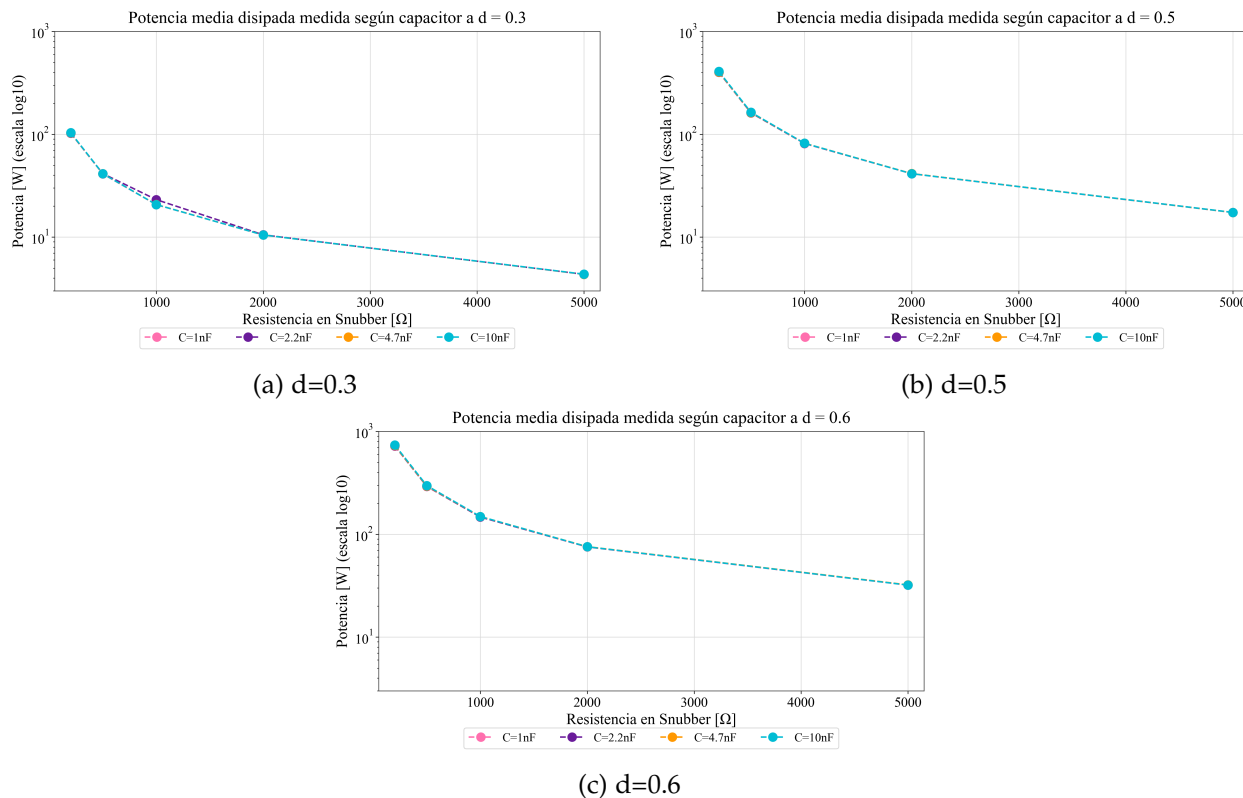 Potencia media disipada medida según capacitor a d = 0.3
Potencia [W] (escala log10)
10³
10²
10¹
1000 2000 3000 4000 5000
Resistencia en Snubber [Ω]
C=1nF C=2.2nF C=4.7nF C=10nF
(a) d=0.3
Potencia media disipada medida según capacitor a d = 0.5
Potencia [W] (escala log10)
10³
10²
10¹
1000 2000 3000 4000 5000
Resistencia en Snubber [Ω]
C=1nF C=2.2nF C=4.7nF C=10nF
(b) d=0.5
Potencia media disipada medida según capacitor a d = 0.6
Potencia [W] (escala log10)
10³
10²
10¹
1000 2000 3000 4000 5000
Resistencia en Snubber [Ω]
C=1nF C=2.2nF C=4.7nF C=10nF
(c) d=0.6